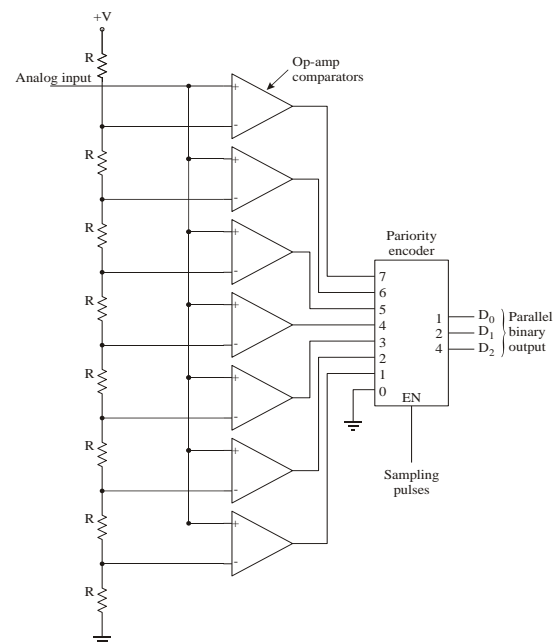 +V
R
Analog input
Op-amp
comparators
+
-
R
+
-
R
+
-
R
+
-
R
+
-
R
+
-
R
+
-
R
Pariority
encoder
7
6
5
4
3
2
1
0
1
2
4
EN
D0
D1
D2
Parallel
binary
output
Sampling
pulses